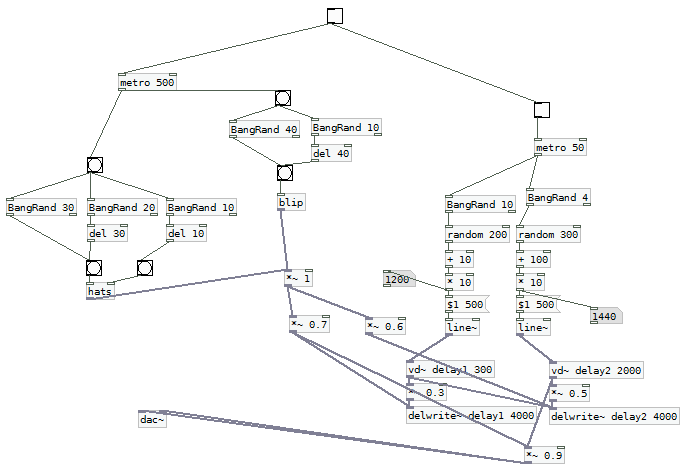 metro 500
BangRand 40
BangRand 10
del 40
metro 50
BangRand 30
BangRand 20
BangRand 10
blip
BangRand 10
BangRand 4
del 30
del 10
random 200
random 300
+ 10
+ 100
hats
*~ 1
1200
* 10
* 10
$1 500
$1 500
1440
*~ 0.7
*~ 0.6
line~
line~
vd~ delay1 300
vd~ delay2 2000
* 0.3
*~ 0.5
dac~
delwrite~ delay1 4000
delwrite~ delay2 4000
*~ 0.9